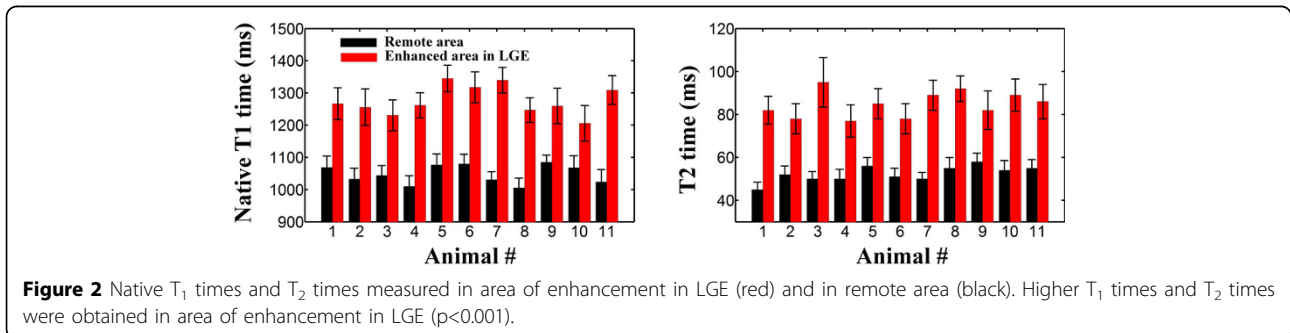 1500
1400
1300
1200
1100
1000
900
Native T1 time (ms)
Remote area
Enhanced area in LGE
1 2 3 4 5 6 7 8 9 10 11
Animal #
120
100
80
60
40
T2 time (ms)
1 2 3 4 5 6 7 8 9 10 11
Animal #
Figure 2 Native T₁ times and T₂ times measured in area of enhancement in LGE (red) and in remote area (black). Higher T₁ times and T₂ times
were obtained in area of enhancement in LGE (p<0.001).